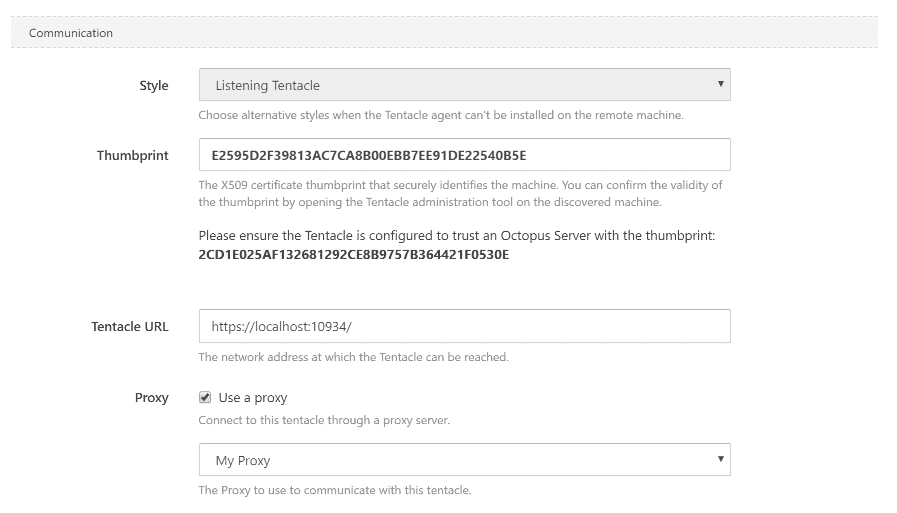 Communication
Style
Listening Tentacle
Choose alternative styles when the Tentacle agent can't be installed on the remote machine.
Thumbprint
E2595D2F39813AC7CA8B00EBB7EE91DE22540B5E
The X509 certificate thumbprint that securely identifies the machine. You can confirm the validity of
the thumbprint by opening the Tentacle administration tool on the discovered machine.
Please ensure the Tentacle is configured to trust an Octopus Server with the thumbprint:
2CD1E025AF132681292CE8B9757B364421F0530E
Tentacle URL
https://localhost:10934/
The network address at which the Tentacle can be reached.
Proxy
Use a proxy
Connect to this tentacle through a proxy server.
My Proxy
The Proxy to use to communicate with this tentacle.